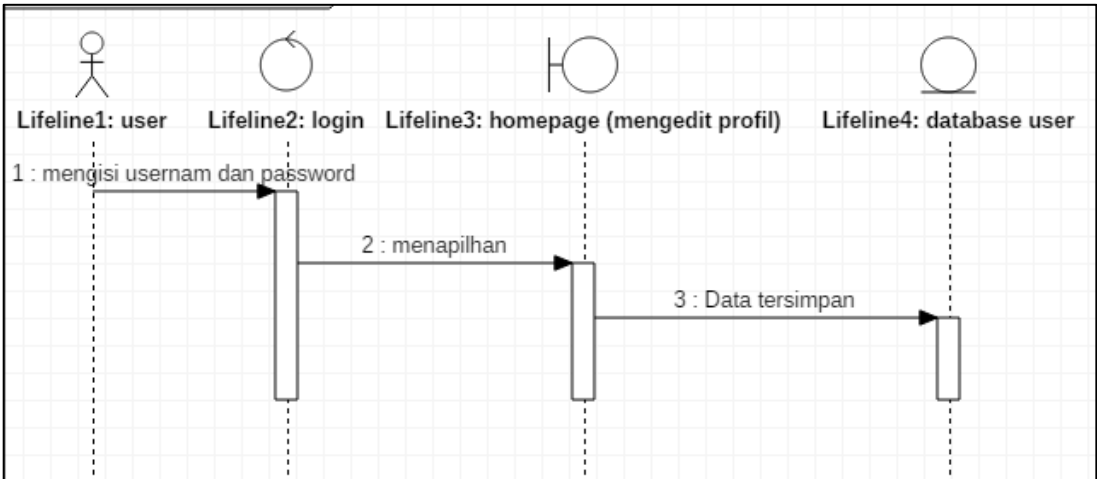 Lifeline1: user
Lifeline2: login
Lifeline3: homepage (mengedit profil)
Lifeline4: database user
1 : mengisi usernam dan password
2 : menapilhan
3 : Data tersimpan